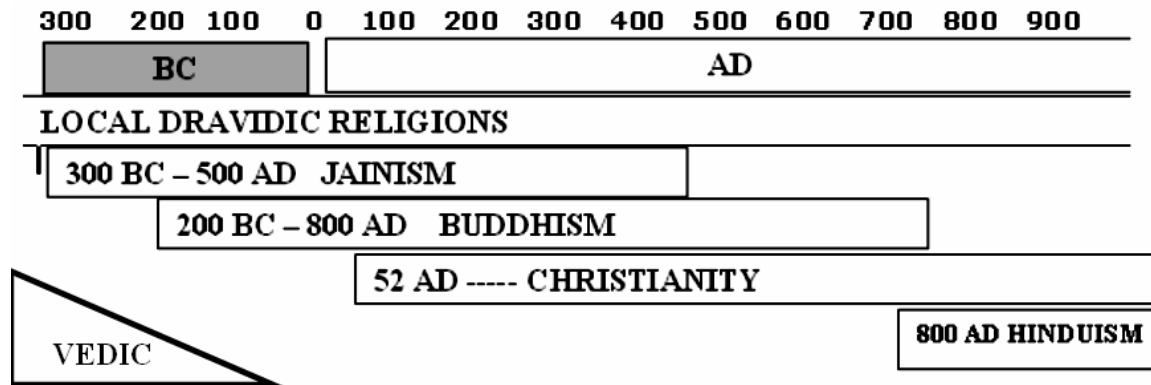 300 200 100 0 100 200 300 400 500 600 700 800 900
BC AD
LOCAL DRAVIDIC RELIGIONS
300 BC – 500 AD JAINISM
200 BC – 800 AD BUDDHISM
52 AD ----- CHRISTIANITY
800 AD HINDUISM
VEDIC